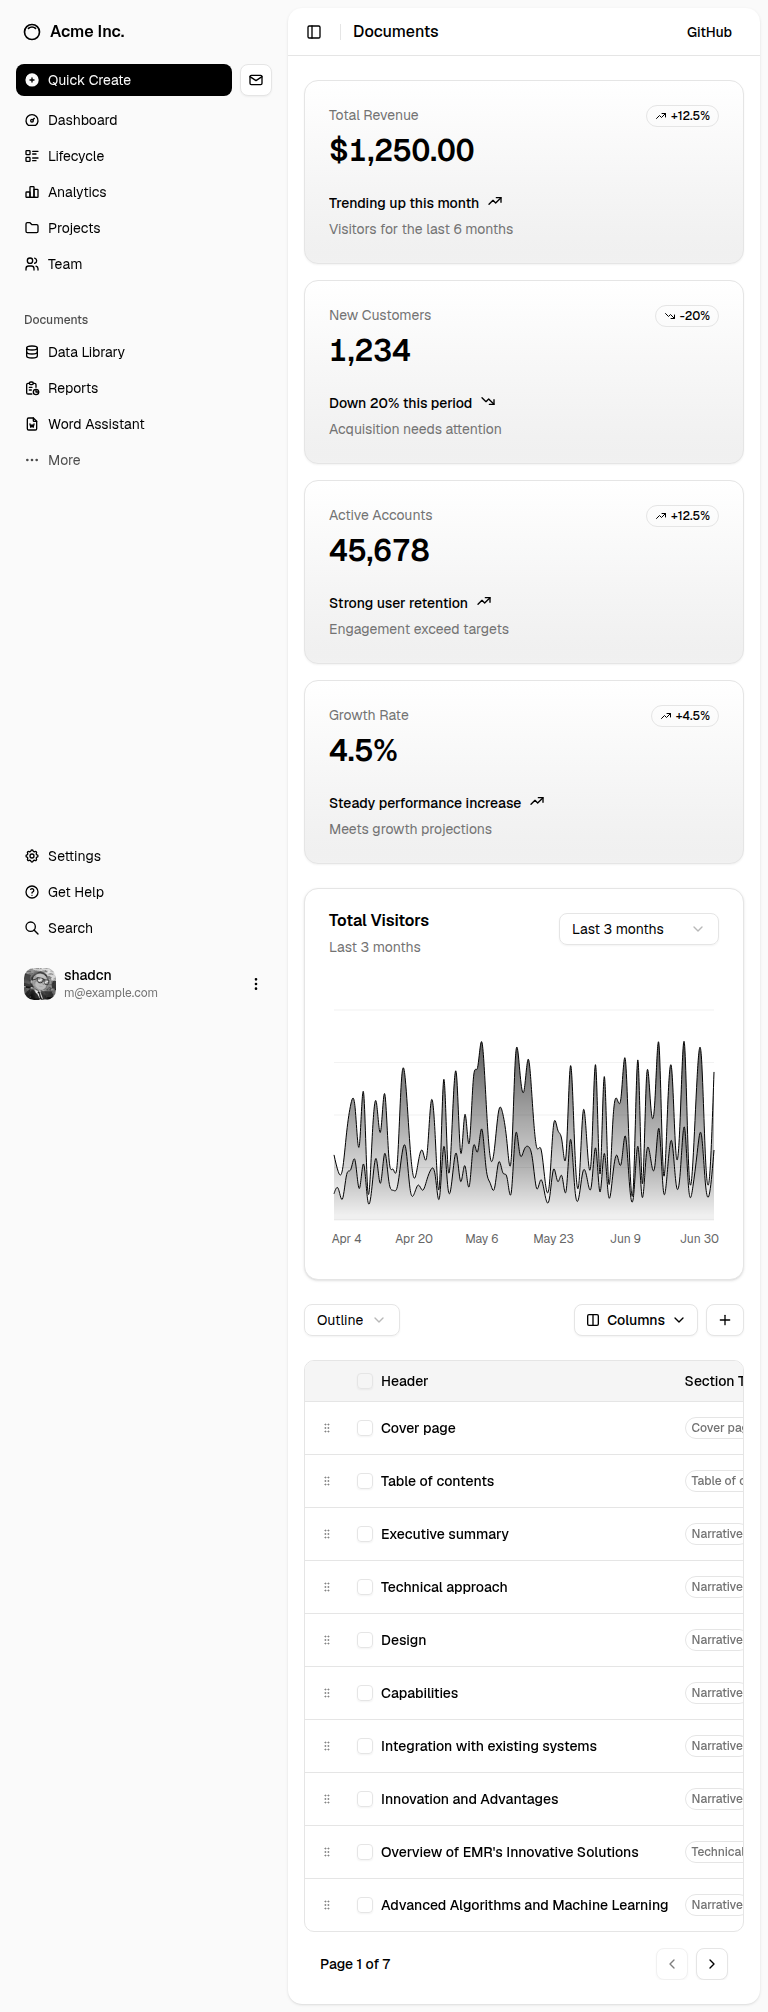 Acme Inc.
Quick Create
Dashboard
Lifecycle
Analytics
Projects
Team
Documents
Data Library
Reports
Word Assistant
More
Settings
Get Help
Search
shadcn
m@example.com
Documents
GitHub
Total Revenue
+12.5%
$1,250.00
Trending up this month
Visitors for the last 6 months
New Customers
-20%
1,234
Down 20% this period
Acquisition needs attention
Active Accounts
+12.5%
45,678
Strong user retention
Engagement exceed targets
Growth Rate
+4.5%
4.5%
Steady performance increase
Meets growth projections
Total Visitors
Last 3 months
Last 3 months
Apr 4 Apr 20 May 6 May 23 Jun 9 Jun 30
Outline
Columns
Header Section T
Cover page Cover pa
Table of contents Table of
Executive summary Narrative
Technical approach Narrative
Design Narrative
Capabilities Narrative
Integration with existing systems Narrative
Innovation and Advantages Narrative
Overview of EMR's Innovative Solutions Technical
Advanced Algorithms and Machine Learning Narrative
Page 1 of 7